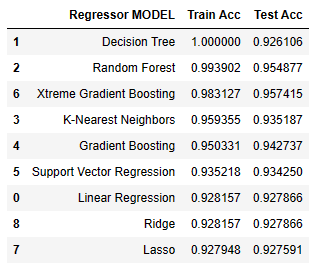 Regressor MODEL Train Acc Test Acc
1 Decision Tree 1.000000 0.926106
2 Random Forest 0.993902 0.954877
6 Xtreme Gradient Boosting 0.983127 0.957415
3 K-Nearest Neighbors 0.959355 0.935187
4 Gradient Boosting 0.950331 0.942737
5 Support Vector Regression 0.935218 0.934250
0 Linear Regression 0.928157 0.927866
8 Ridge 0.928157 0.927866
7 Lasso 0.927948 0.927591